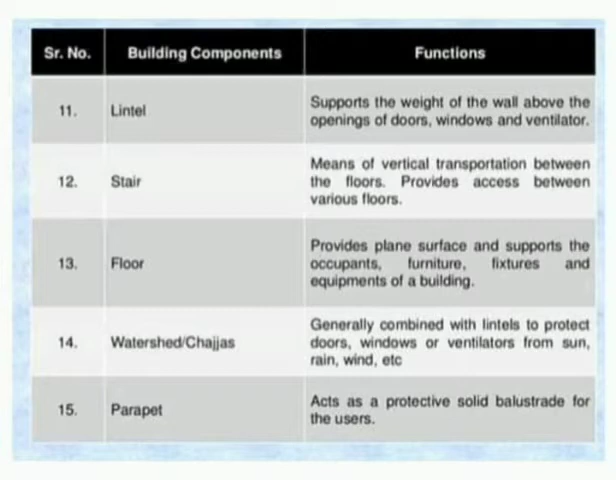 Sr. No. Building Components Functions
11. Lintel Supports the weight of the wall above the
openings of doors, windows and ventilator.
12. Stair Means of vertical transportation between
the floors. Provides access between
various floors.
13. Floor Provides plane surface and supports the
occupants, furniture, fixtures and
equipments of a building.
14. Watershed/Chajjas Generally combined with lintels to protect
doors, windows or ventilators from sun,
rain, wind, etc
15. Parapet Acts as a protective solid balustrade for
the users.